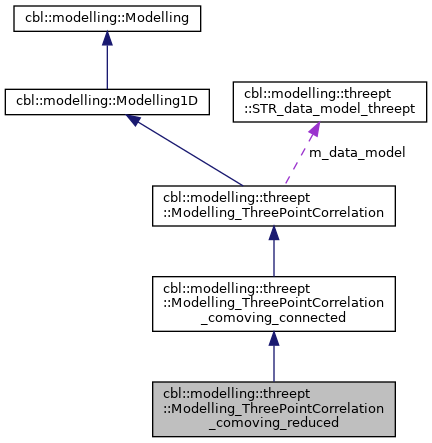 cbl::modelling::Modelling
cbl::modelling::Modelling1D
cbl::modelling::threept
::STR_data_model_threept
m_data_model
cbl::modelling::threept
::Modelling_ThreePointCorrelation
cbl::modelling::threept
::Modelling_ThreePointCorrelation
_comoving_connected
cbl::modelling::threept
::Modelling_ThreePointCorrelation
_comoving_reduced